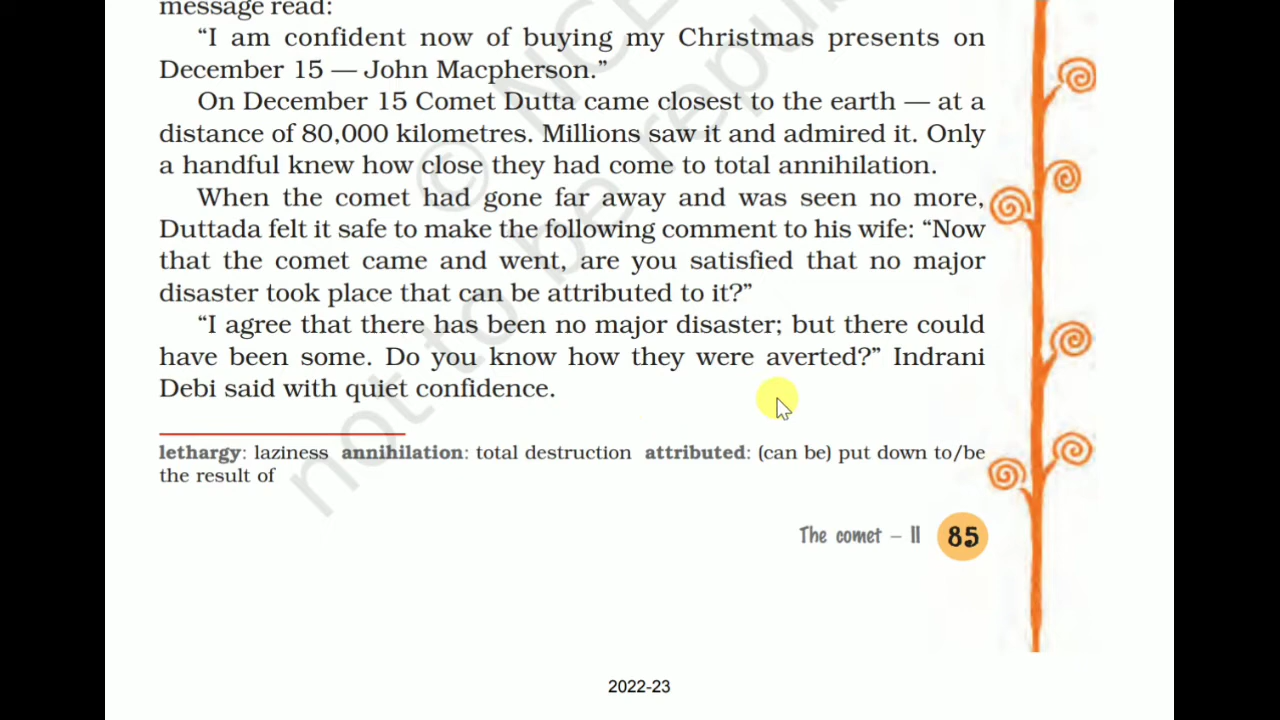 message read:
“I am confident now of buying my Christmas presents on
December 15 — John Macpherson.”
On December 15 Comet Dutta came closest to the earth — at a
distance of 80,000 kilometres. Millions saw it and admired it. Only
a handful knew how close they had come to total annihilation.
When the comet had gone far away and was seen no more,
Duttada felt it safe to make the following comment to his wife: “Now
that the comet came and went, are you satisfied that no major
disaster took place that can be attributed to it?”
“I agree that there has been no major disaster; but there could
have been some. Do you know how they were averted?” Indrani
Debi said with quiet confidence.
lethargy: laziness annihilation: total destruction attributed: (can be) put down to/be
the result of
The comet – II 85
2022-23
© NCE
not to be republ